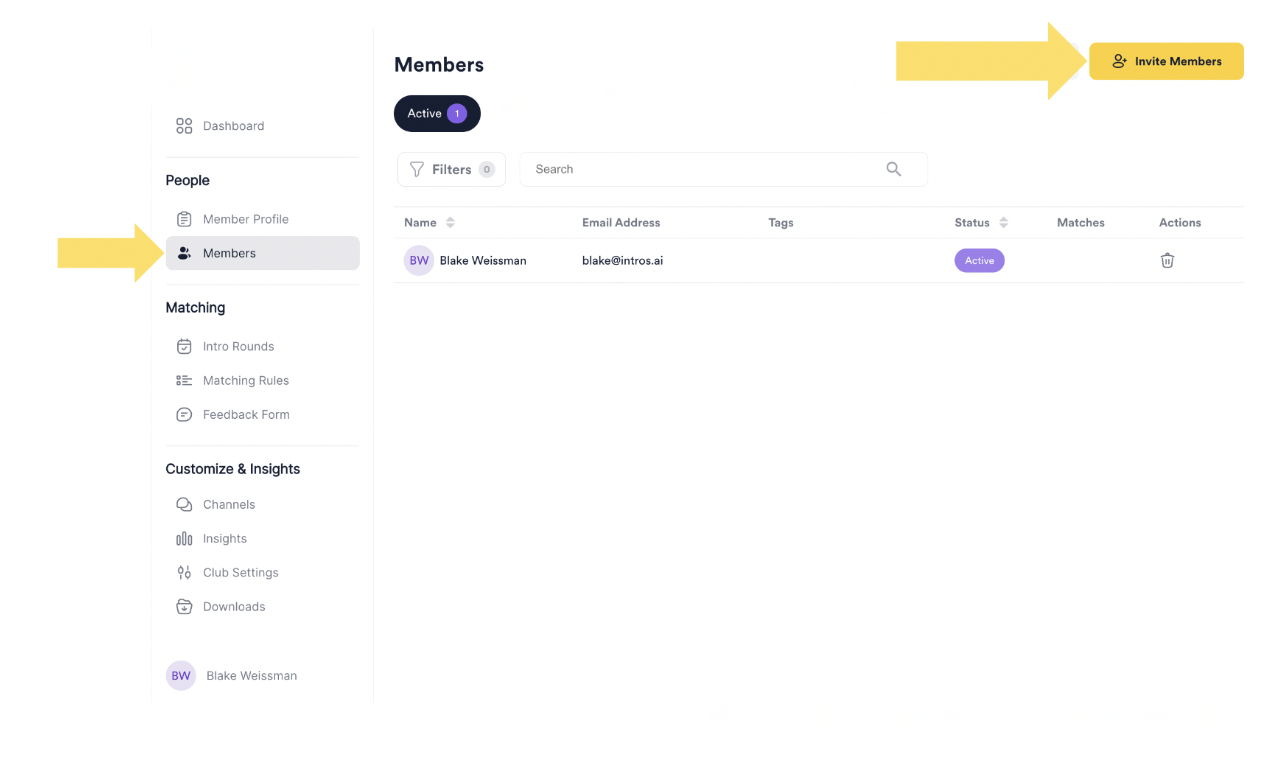 Members
Invite Members
Active 1
Dashboard
People
Member Profile
Members
Matching
Intro Rounds
Matching Rules
Feedback Form
Customize & Insights
Channels
Insights
Club Settings
Downloads
BW Blake Weissman
Filters 0
Search
Name Email Address Tags Status Matches Actions
BW Blake Weissman blake@intros.ai Active